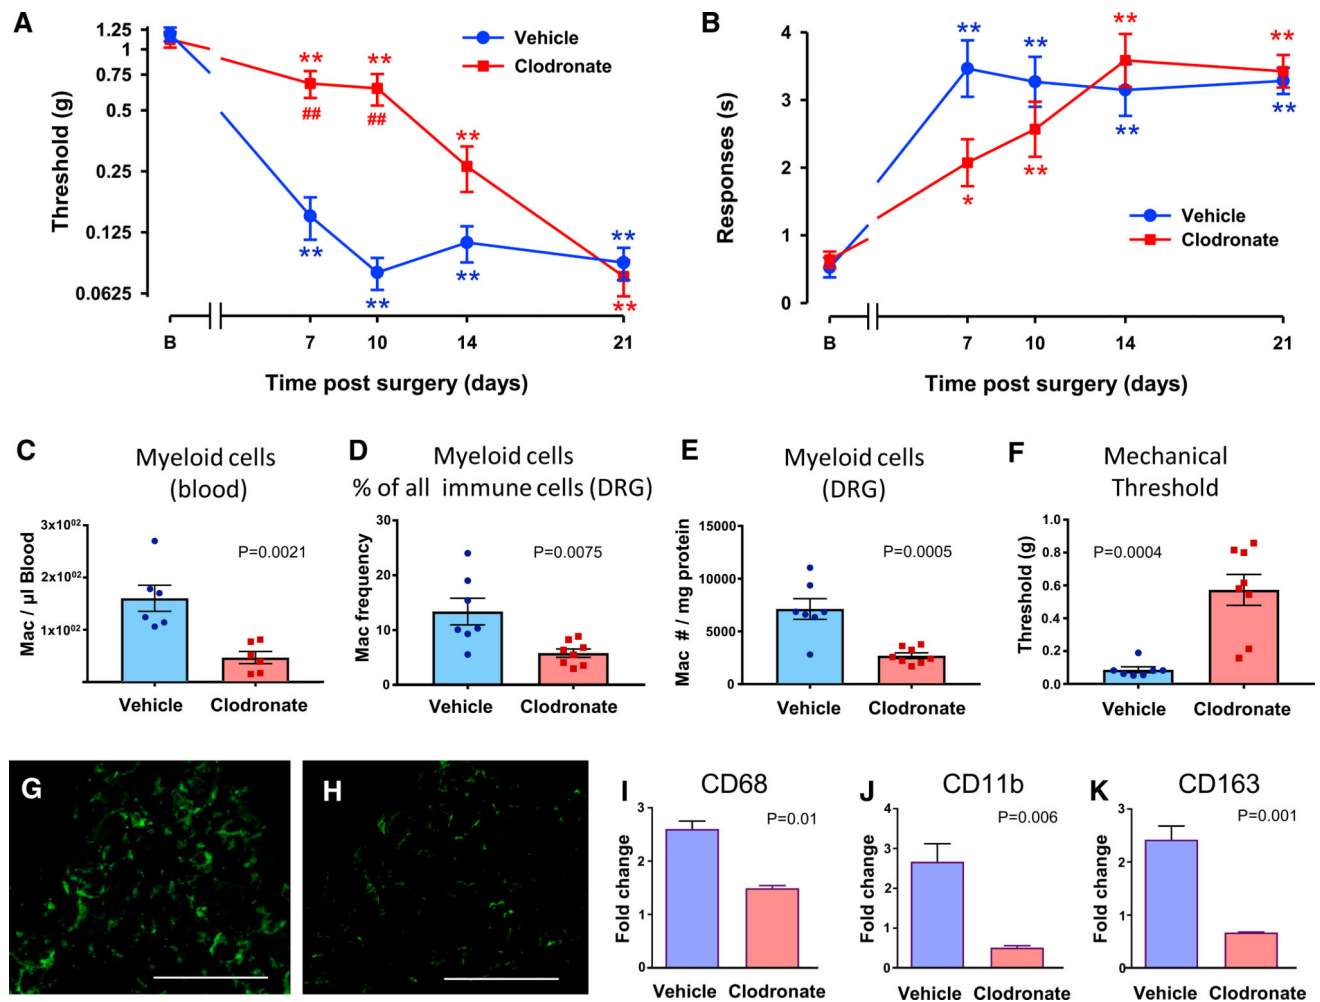 A
Threshold (g)
1.25
1
0.75
0.5
0.25
0.125
0.0625
Vehicle
Clodronate
**
**
##
##
**
**
**
**
**
**
B
7
10
14
21
Time post surgery (days)
B
Responses (s)
4
3
2
1
0
**
**
**
**
*
**
**
**
Vehicle
Clodronate
B
7
10
14
21
Time post surgery (days)
C
Myeloid cells
(blood)
Mac / µl Blood
3x10⁰²
2x10⁰²
1x10⁰²
P=0.0021
Vehicle
Clodronate
D
Myeloid cells
% of all immune cells (DRG)
Mac frequency
30
20
10
0
P=0.0075
Vehicle
Clodronate
E
Myeloid cells
(DRG)
Mac # / mg protein
15000
10000
5000
0
P=0.0005
Vehicle
Clodronate
F
Mechanical
Threshold
Threshold (g)
1.0
0.8
0.6
0.4
0.2
0.0
P=0.0004
Vehicle
Clodronate
G
H
I
CD68
Fold change
3
2
1
0
P=0.01
Vehicle
Clodronate
J
CD11b
Fold change
4
3
2
1
0
P=0.006
Vehicle
Clodronate
K
CD163
Fold change
3
2
1
0
P=0.001
Vehicle
Clodronate